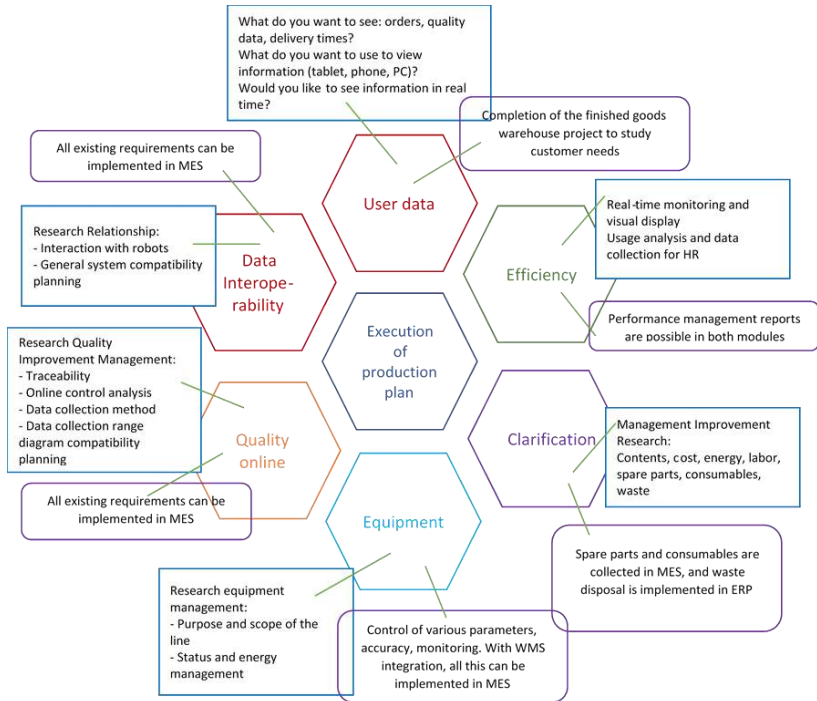 What do you want to see: orders, quality
data, delivery times?
What do you want to use to view
information (tablet, phone, PC)?
Would you like to see information in real
time?
Completion of the finished goods
warehouse project to study
customer needs
All existing requirements can be
implemented in MES
User data
Research Relationship:
- Interaction with robots
- General system compatibility
planning
Data
Interope-
rability
Real-time monitoring and
visual display
Usage analysis and data
collection for HR
Efficiency
Performance management reports
are possible in both modules
Execution
of
production
plan
Research Quality
Improvement Management:
- Traceability
- Online control analysis
- Data collection method
- Data collection range
diagram compatibility
planning
Quality
online
All existing requirements can be
implemented in MES
Clarification
Management Improvement
Research:
Contents, cost, energy, labor,
spare parts, consumables,
waste
Equipment
Spare parts and consumables are
collected in MES, and waste
disposal is implemented in ERP
Research equipment
management:
- Purpose and scope of the
line
- Status and energy
management
Control of various parameters,
accuracy, monitoring. With WMS
integration, all this can be
implemented in MES